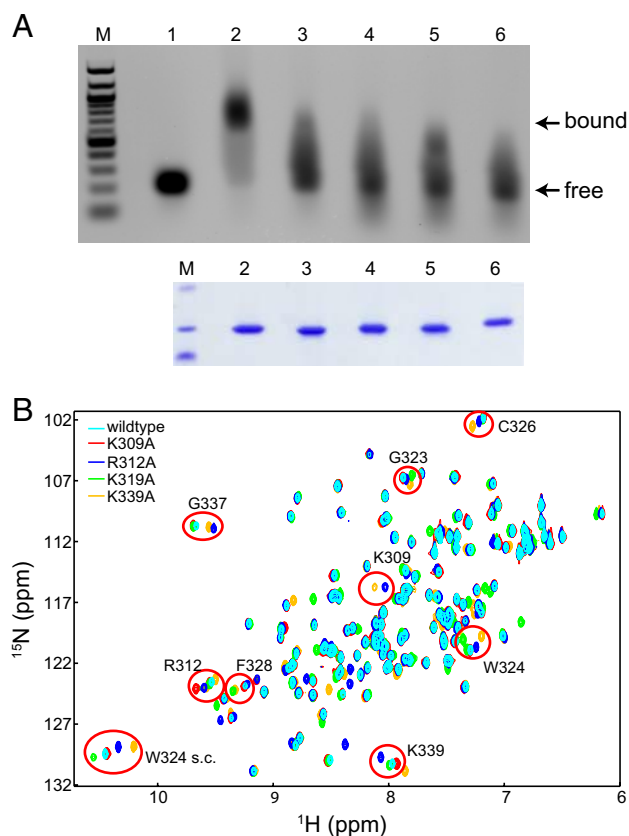 A
M 1 2 3 4 5 6
bound
free
M 2 3 4 5 6
B
102
107
112
117
122
127
132
15N (ppm)
wildtype
K309A
R312A
K319A
K339A
C326
G323
G337
K309
W324
R312 F328
W324 s.c.
K339
10 9 8 7 6
1H (ppm)